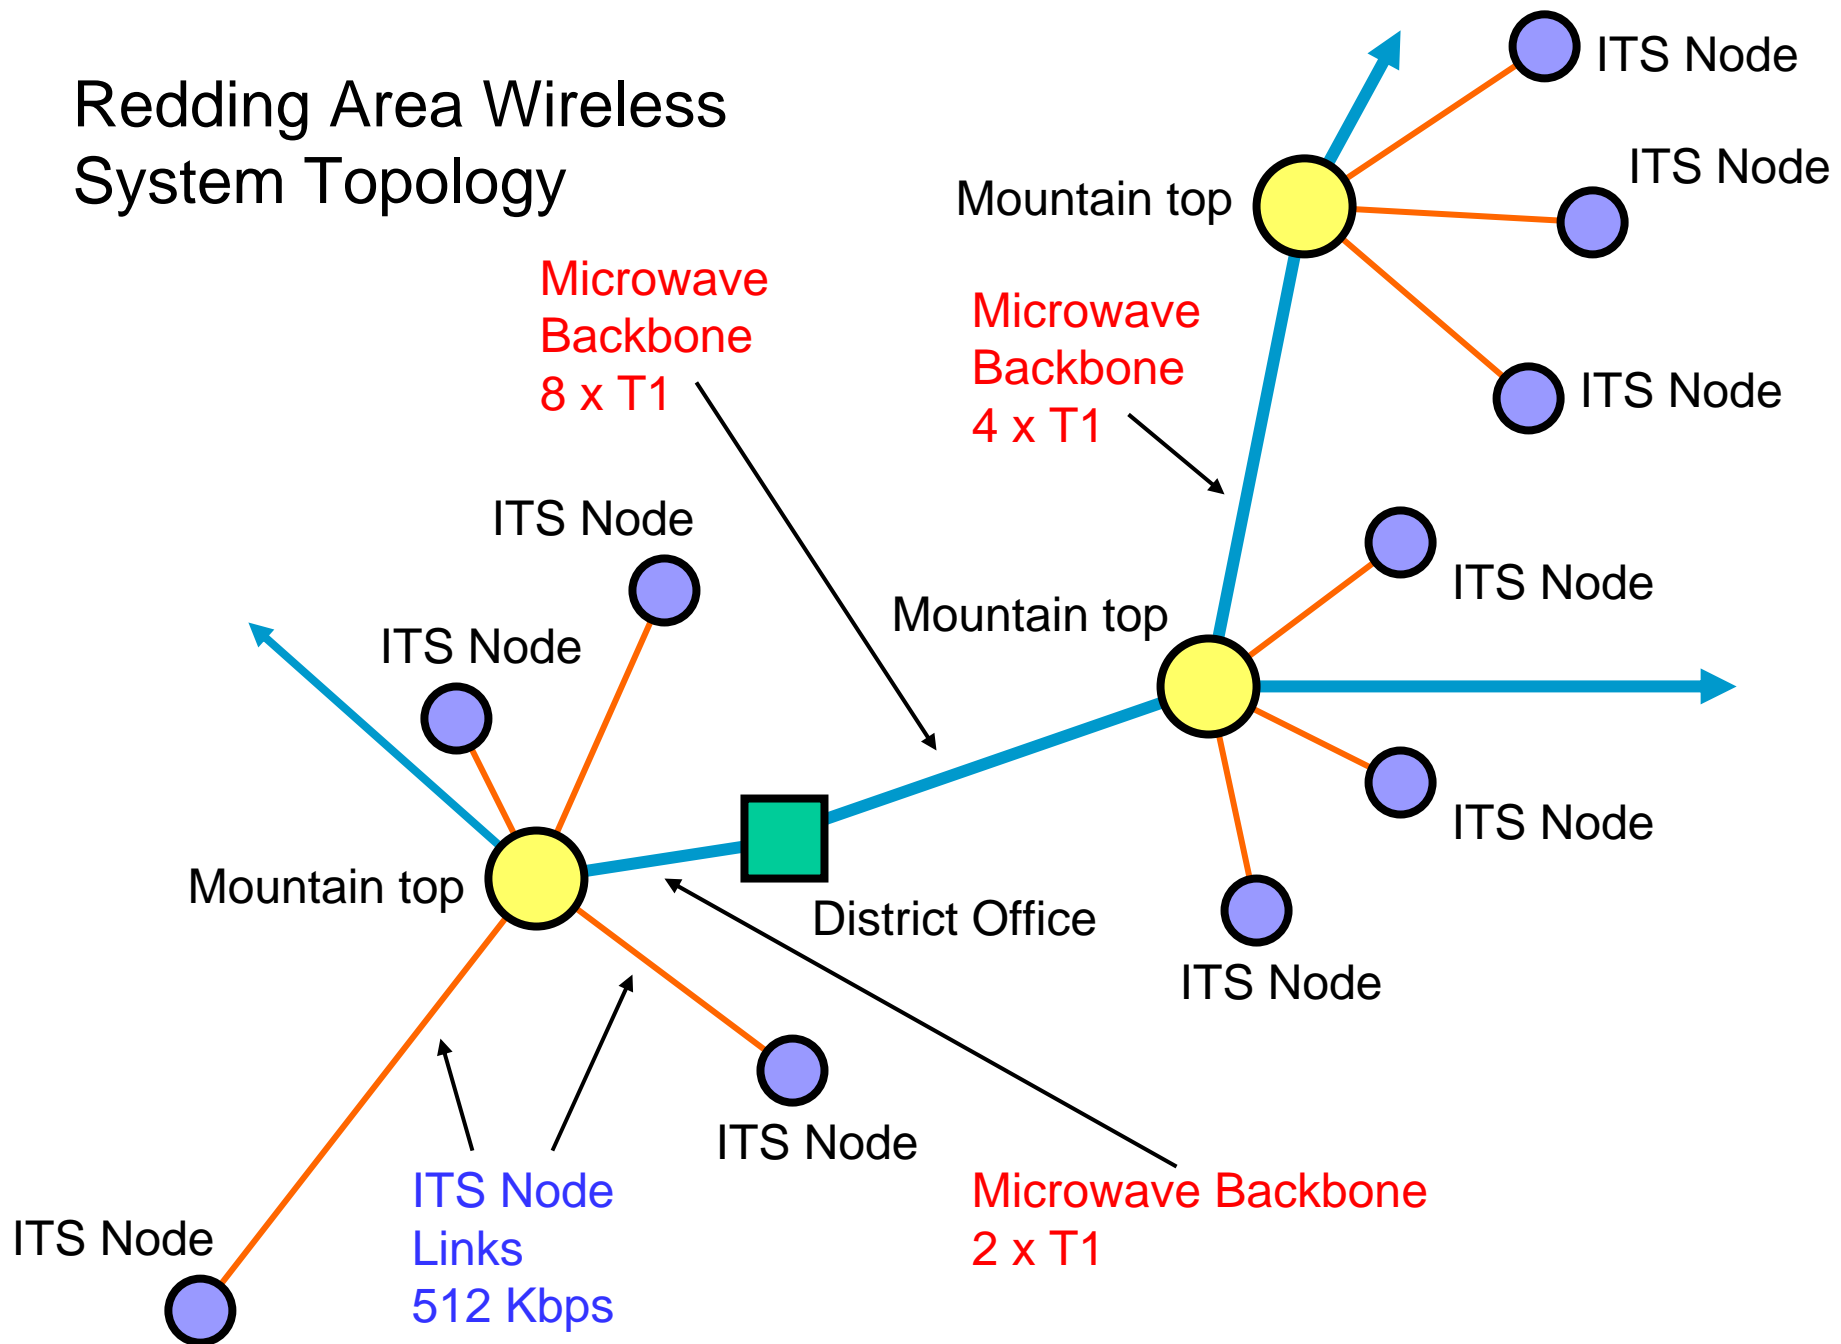 Redding Area Wireless
System Topology
ITS Node
ITS Node
Mountain top
ITS Node
Microwave
Backbone
8 x T1
Microwave
Backbone
4 x T1
ITS Node
ITS Node
Mountain top
ITS Node
ITS Node
ITS Node
Mountain top
District Office
ITS Node
ITS Node
ITS Node Links
512 Kbps
Microwave Backbone
2 x T1